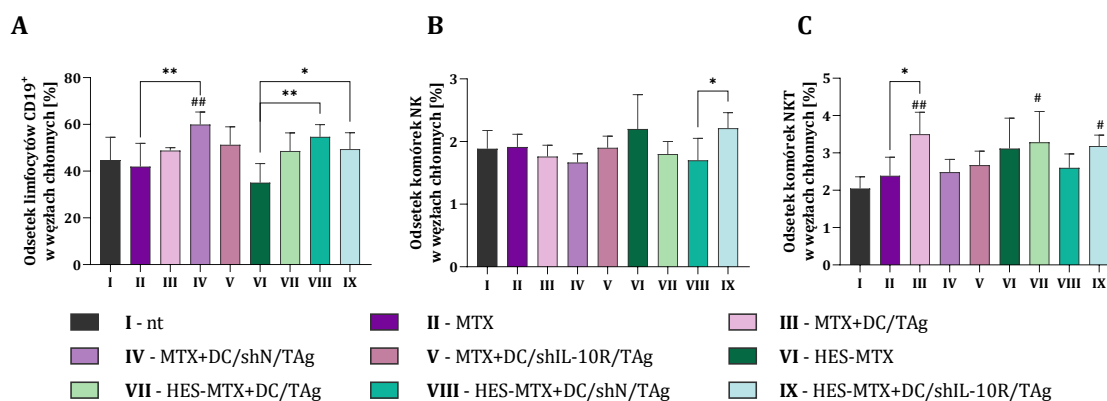 A
Odsetek limfocytów CD19⁺
w węzłach chłonnych [%]
80
60
40
20
0
**
*
##
**
I II III IV V VI VII VIII IX
B
Odsetek komórek NK
w węzłach chłonnych [%]
3
2
1
0
*
I II III IV V VI VII VIII IX
C
Odsetek komórek NKT
w węzłach chłonnych [%]
5
4
3
2
1
0
*
##
#
#
I II III IV V VI VII VIII IX
I - nt
II - MTX
III - MTX+DC/TAg
IV - MTX+DC/shN/TAg
V - MTX+DC/shIL-10R/TAg
VI - HES-MTX
VII - HES-MTX+DC/TAg
VIII - HES-MTX+DC/shN/TAg
IX - HES-MTX+DC/shIL-10R/TAg